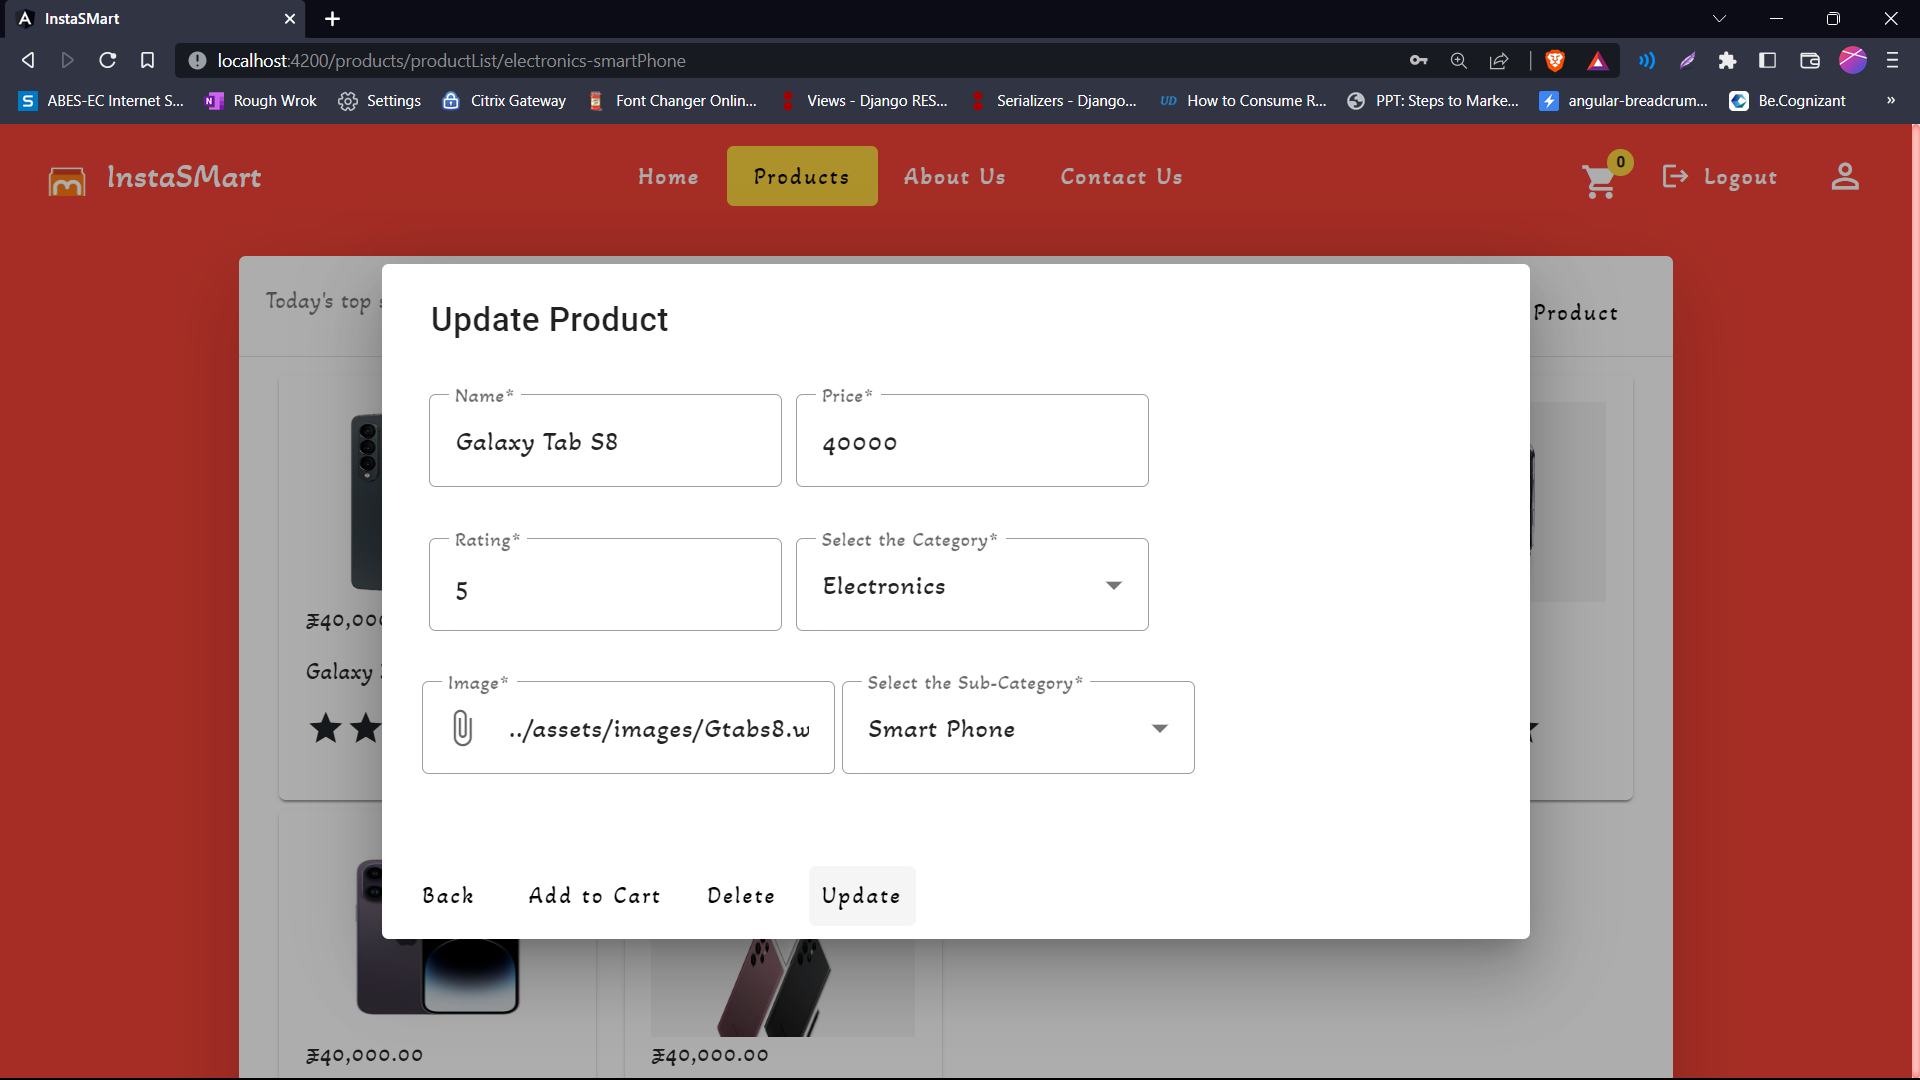 InstaSMart
localhost:4200/products/productList/electronics-smartPhone
ABES-EC Internet S... Rough Wrok Settings Citrix Gateway Font Changer Onlin... Views - Django RES... Serializers - Django... How to Consume R... PPT: Steps to Marke... angular-breadcrum... Be.Cognizant »
InstaSMart Home Products About Us Contact Us 0 Logout
Today's top
Product
Update Product
Name* Price*
Galaxy Tab S8 40000
Rating* Select the Category*
5 Electronics
Image* Select the Sub-Category*
../assets/images/Gtabs8.w Smart Phone
Back Add to Cart Delete Update
₹40,000
Galaxy
₹40,000.00 ₹40,000.00